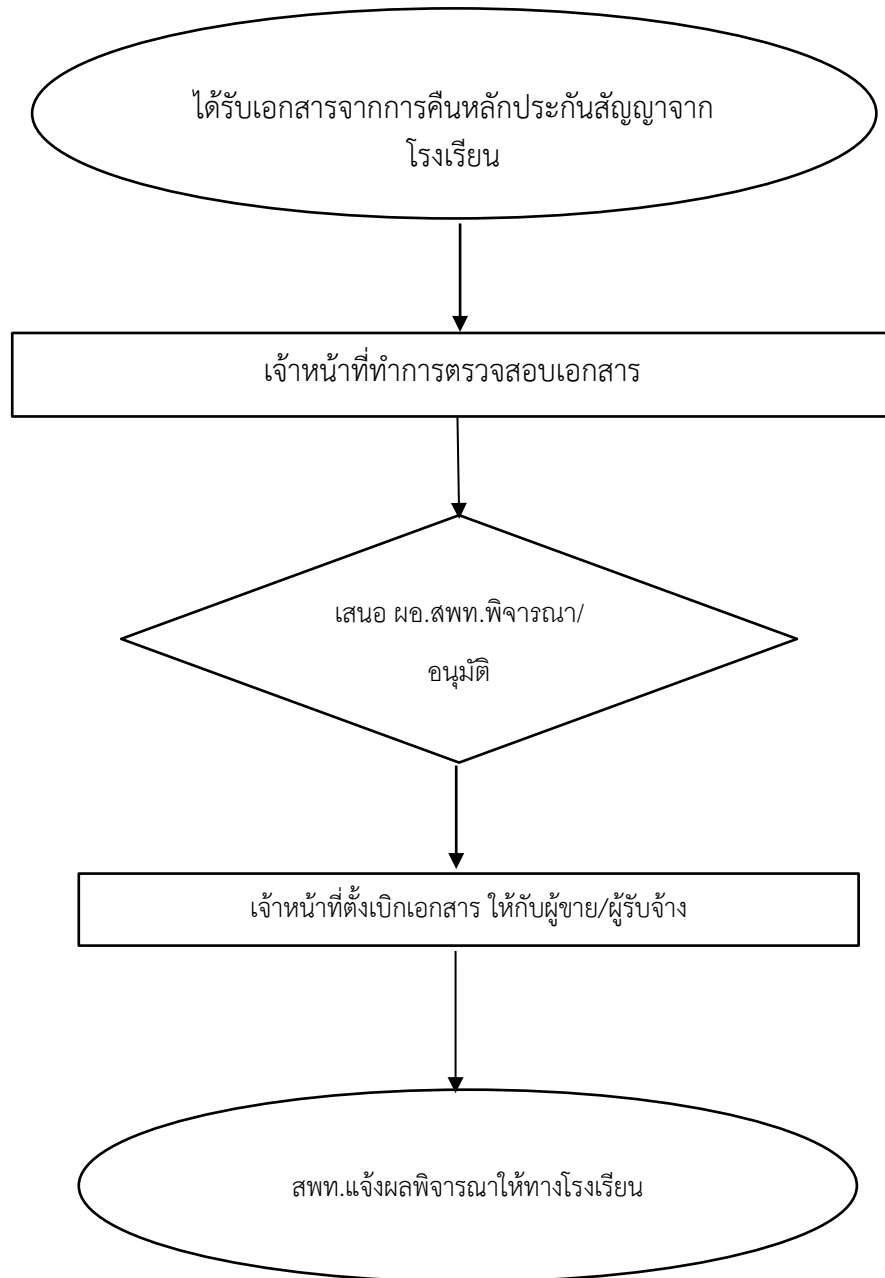 ได้รับเอกสารจากการคืนหลักประกันสัญญาจาก
โรงเรียน
เจ้าหน้าที่ทำการตรวจสอบเอกสาร
เสนอ ผอ.สพท.พิจารณา/
อนุมัติ
เจ้าหน้าที่ตั้งเบิกเอกสาร ให้กับผู้ขาย/ผู้รับจ้าง
สพท.แจ้งผลพิจารณาให้ทางโรงเรียน